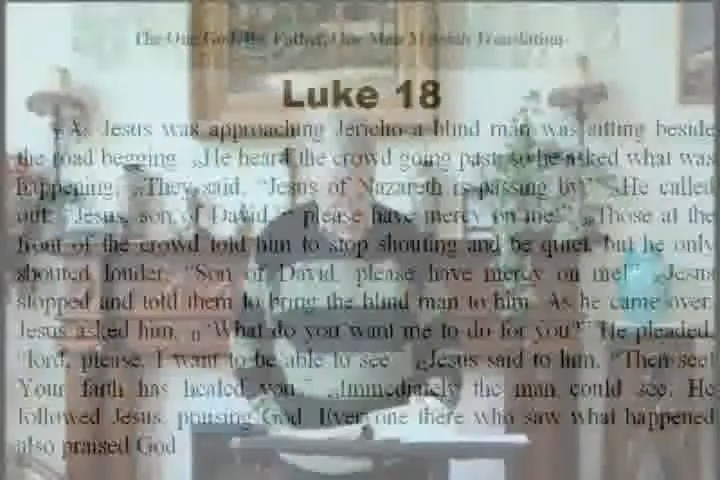 The One God, the Father, One Man Messiah Translation
Luke 18
As Jesus was approaching Jericho a blind man was sitting beside
the road begging. He heard the crowd going past, so he asked what was
happening. They said, "Jesus of Nazareth is passing by." He called
out: "Jesus, son of David, please have mercy on me!" Those at the
front of the crowd told him to stop shouting and be quiet, but he only
shouted louder, "Son of David, please have mercy on me!" Jesus
stopped and told them to bring the blind man to him. As he came over,
Jesus asked him, "What do you want me to do for you?" He pleaded,
"lord, please, I want to be able to see." Jesus said to him, "Then see!
Your faith has healed you." Immediately the man could see. He
followed Jesus, praising God. Everyone there who saw what happened
also praised God